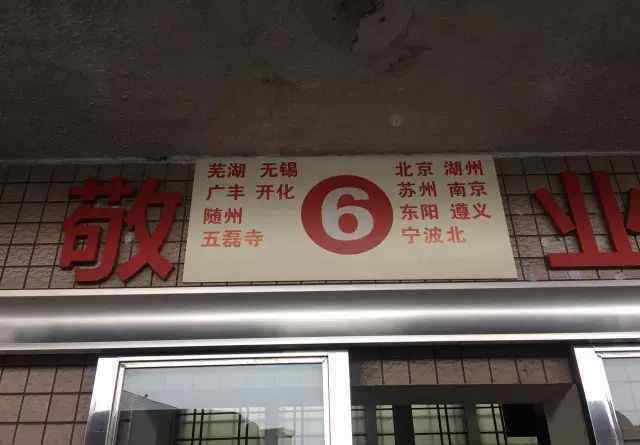 敬
芜湖 无锡
广丰 开化
随州
五磊寺
6
北京 湖州
苏州 南京
东阳 遵义
宁波北
业